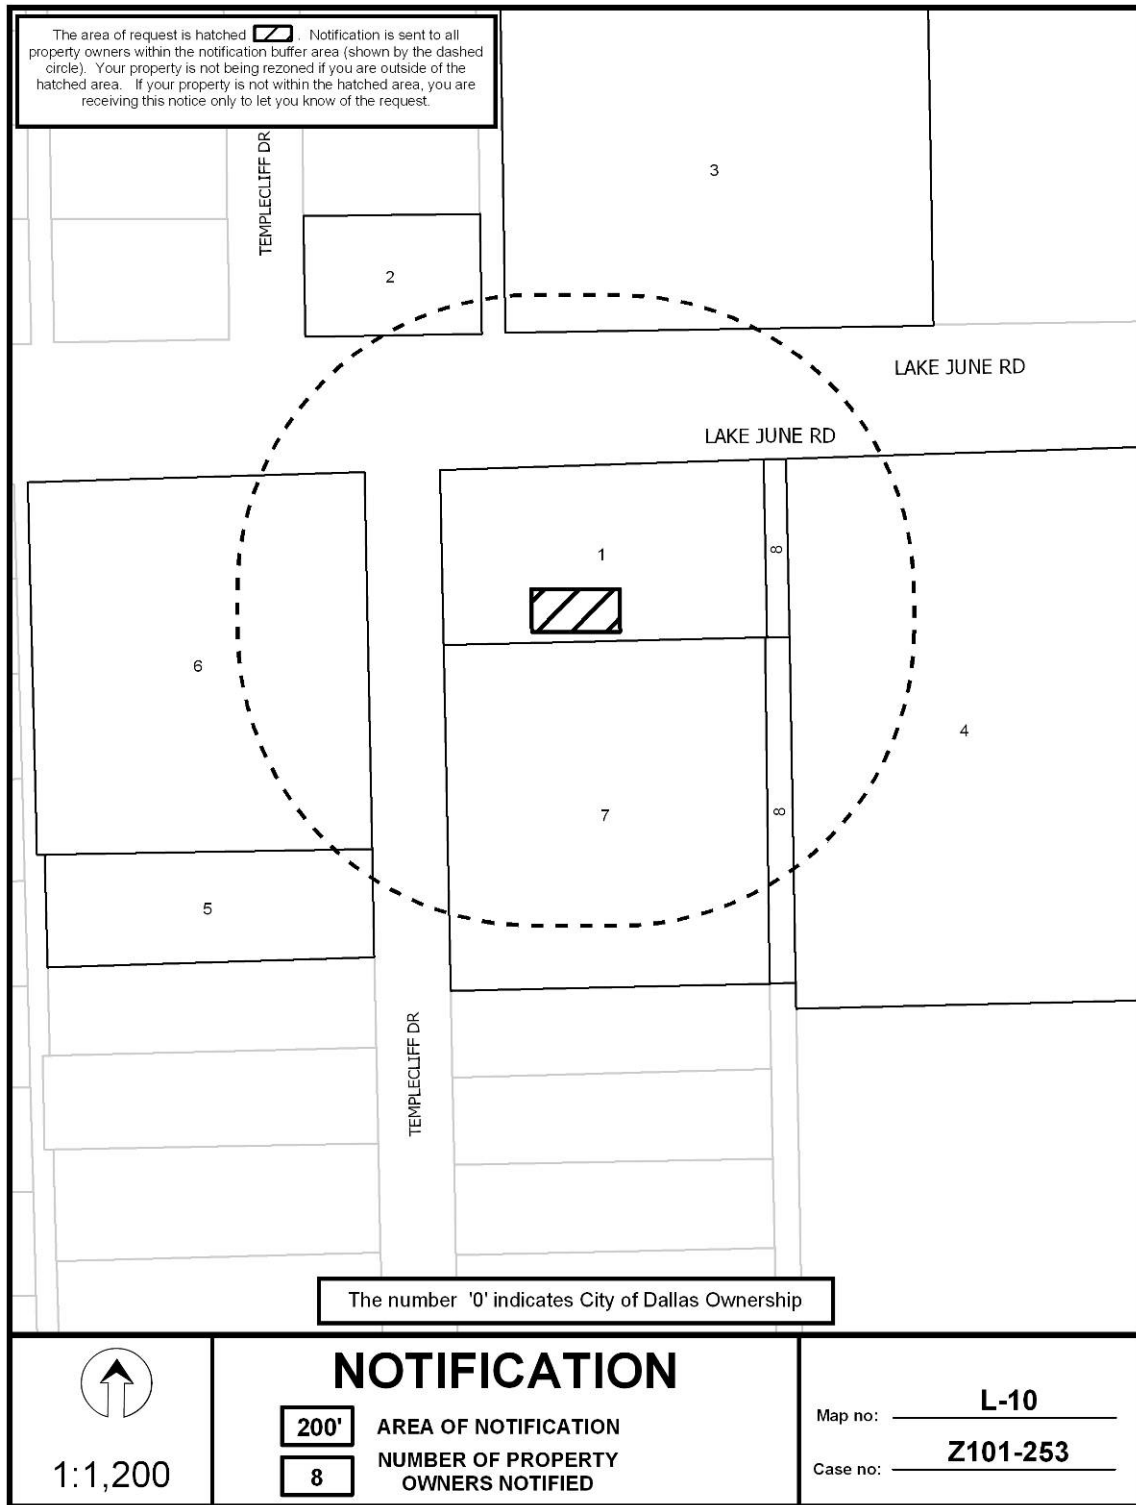 The area of request is hatched . Notification is sent to all
property owners within the notification buffer area (shown by the dashed
circle). Your property is not being rezoned if you are outside of the
hatched area. If your property is not within the hatched area, you are
receiving this notice only to let you know of the request.
TEMPLECLIFF DR
3
2
LAKE JUNE RD
LAKE JUNE RD
1
8
6
4
7
8
5
TEMPLECLIFF DR
The number '0' indicates City of Dallas Ownership
1:1,200
NOTIFICATION
200' AREA OF NOTIFICATION
8 NUMBER OF PROPERTY
OWNERS NOTIFIED
Map no: L-10
Case no: Z101-253